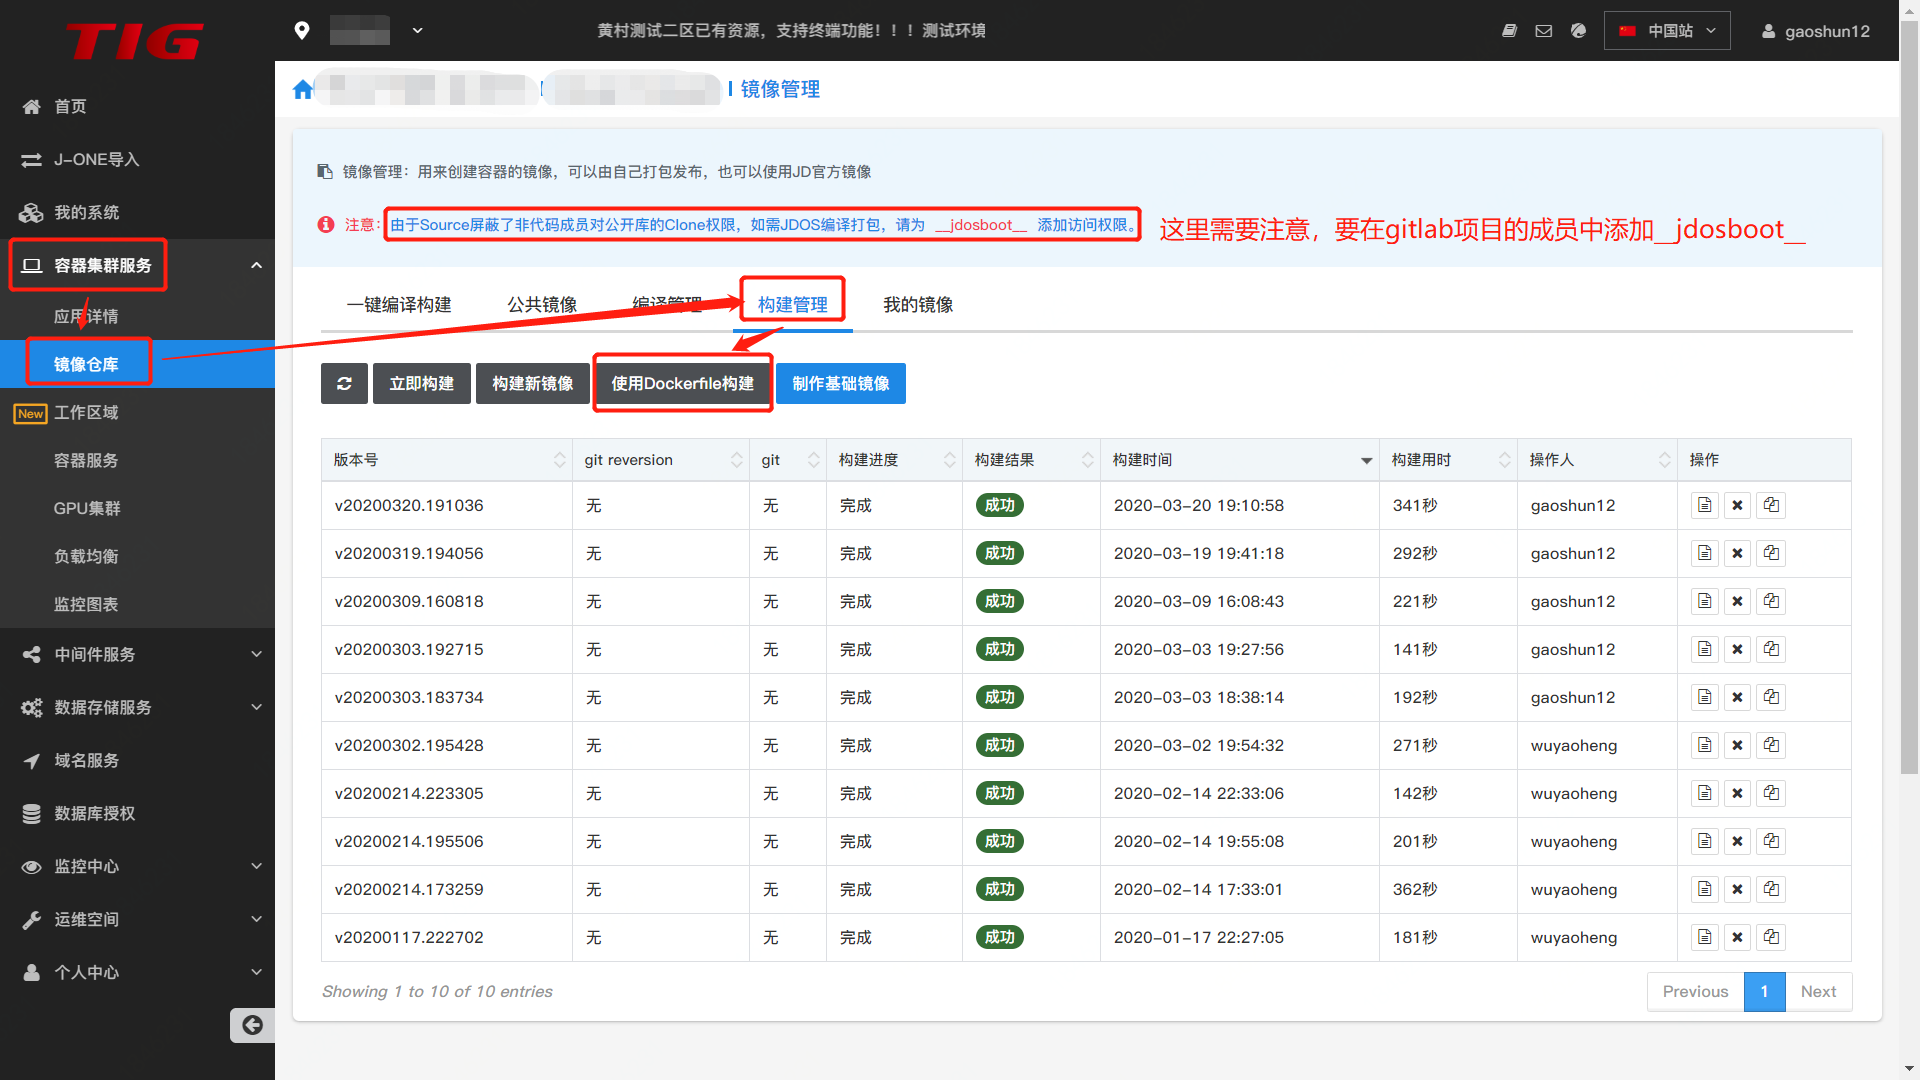 TIG
黄村测试二区已有资源，支持终端功能！！！测试环境
中国站
gaoshun12
首页
J-ONE导入
我的系统
容器集群服务
应用详情
镜像仓库
New 工作区域
容器服务
GPU集群
负载均衡
监控图表
中间件服务
数据存储服务
域名服务
数据库授权
监控中心
运维空间
个人中心
镜像管理
镜像管理：用来创建容器的镜像，可以由自己打包发布，也可以使用JD官方镜像
注意：由于Source屏蔽了非代码成员对公开库的Clone权限，如需JDOS编译打包，请为 __jdosboot__ 添加访问权限。
这里需要注意，要在gitlab项目的成员中添加__jdosboot__
一键编译构建 公共镜像 编译管理 构建管理 我的镜像
立即构建 构建新镜像 使用Dockerfile构建 制作基础镜像
版本号 git reversion git 构建进度 构建结果 构建时间 构建用时 操作人 操作
v20200320.191036 无 无 完成 成功 2020-03-20 19:10:58 341秒 gaoshun12
v20200319.194056 无 无 完成 成功 2020-03-19 19:41:18 292秒 gaoshun12
v20200309.160818 无 无 完成 成功 2020-03-09 16:08:43 221秒 gaoshun12
v20200303.192715 无 无 完成 成功 2020-03-03 19:27:56 141秒 gaoshun12
v20200303.183734 无 无 完成 成功 2020-03-03 18:38:14 192秒 gaoshun12
v20200302.195428 无 无 完成 成功 2020-03-02 19:54:32 271秒 wuyaoheng
v20200214.223305 无 无 完成 成功 2020-02-14 22:33:06 142秒 wuyaoheng
v20200214.195506 无 无 完成 成功 2020-02-14 19:55:08 201秒 wuyaoheng
v20200214.173259 无 无 完成 成功 2020-02-14 17:33:01 362秒 wuyaoheng
v20200117.222702 无 无 完成 成功 2020-01-17 22:27:05 181秒 wuyaoheng
Showing 1 to 10 of 10 entries
Previous 1 Next